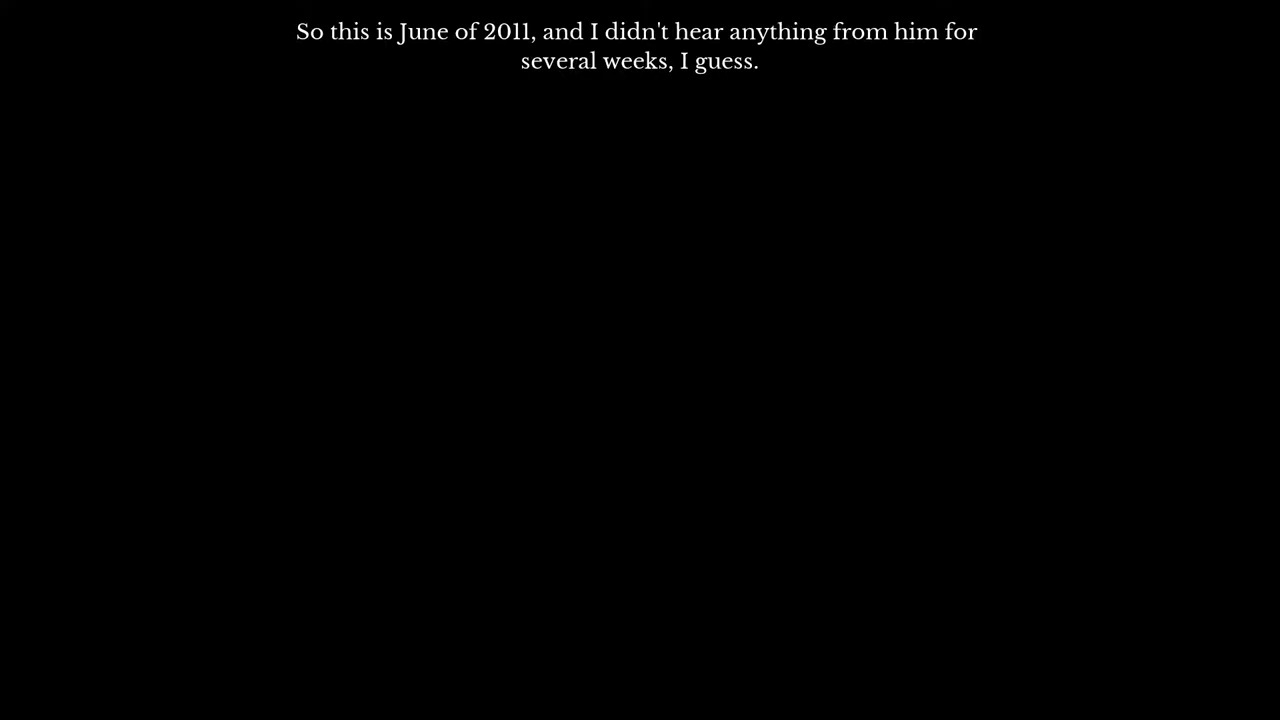 So this is June of 2011, and I didn't hear anything from him for
several weeks, I guess.